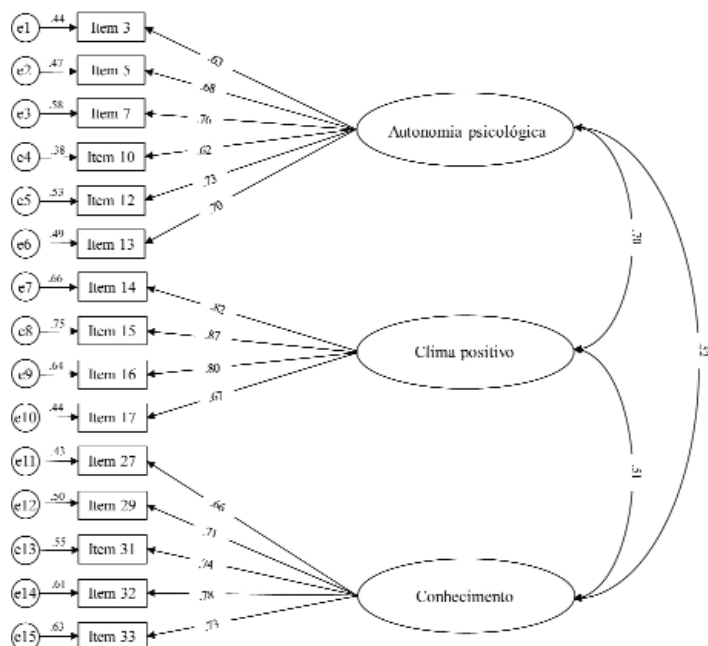 e1 .44 Item 3
e2 .47 Item 5
e3 .58 Item 7
e4 .38 Item 10
e5 .53 Item 12
e6 .49 Item 13
e7 .66 Item 14
e8 .75 Item 15
e9 .64 Item 16
e10 .44 Item 17
e11 .43 Item 27
e12 .50 Item 29
e13 .55 Item 31
e14 .61 Item 32
e15 .63 Item 33
.63
.68
.76
.62
.73
.70
Autonomia psicológica
.82
.87
.80
Clima positivo
.66
.71
.74
.78
.73
Conhecimento
.70
.51
.52